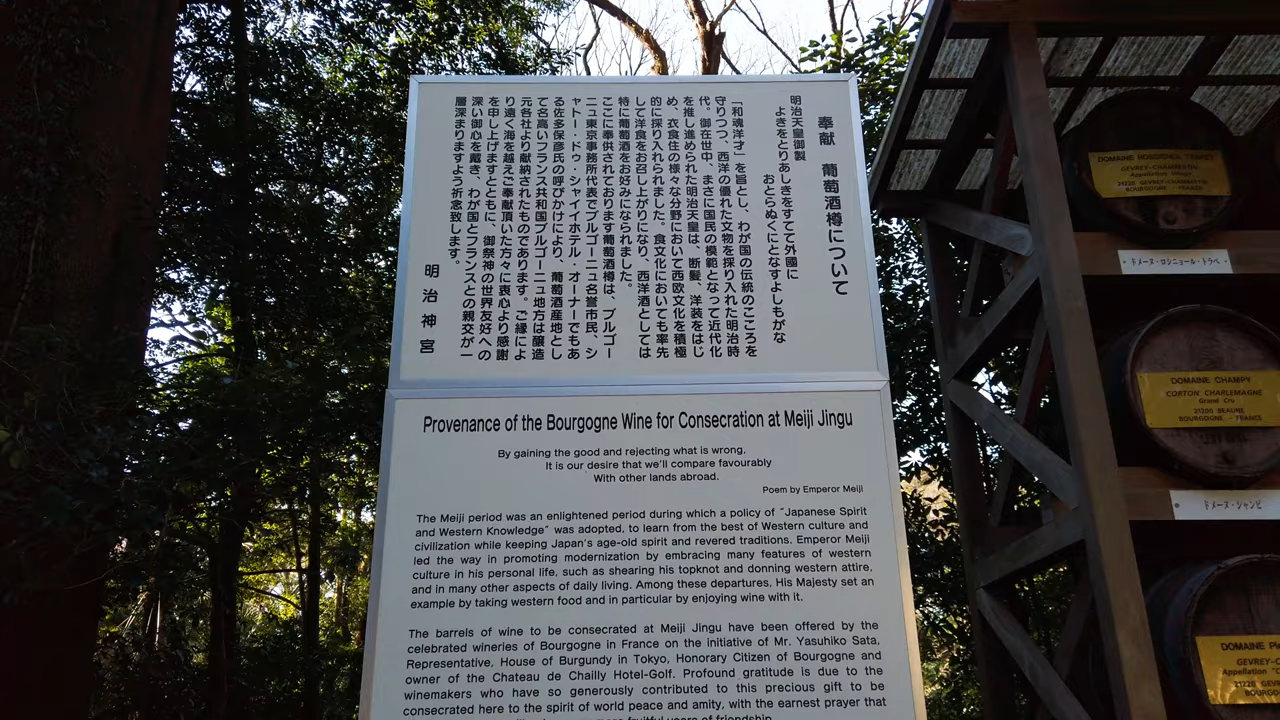 奉献 葡萄酒樽について
明治天皇御製
よきをとりあしきをすてて外國に
おとらぬくにとなすよしもがな
「和魂洋才」を旨とし、わが国の伝統のこころを
守りつつ、西洋の優れた文物を採り入れた明治時
代。御在世中、まさに国民の模範となって近代化
を推し進められた明治天皇は、断髪、洋装をはじ
め、衣食住の様々な分野において西欧文化を積極
的に採り入れられました。食文化においても率先
して洋食をお召し上がりになり、西洋酒としては
特に葡萄酒をお好みになられました。
ここに奉供されております葡萄酒樽は、ブルゴー
ニュ東京事務所代表でブルゴーニュ名誉市民、シ
ャトー・ドゥ・シャイイホテル・オーナーでもあ
る佐多保彦氏の呼びかけにより、葡萄酒産地とし
て名高いフランス共和国ブルゴーニュ地方は醸造
元各社より献納されたものであります。ご縁によ
り遠く海を越えて奉献頂いた方々に衷心より感謝
を申し上げますとともに、御祭神の世界友好への
深い御心を戴き、わが国とフランスとの親交が一
層深まりますよう祈念致します。
明治神宮
Provenance of the Bourgogne Wine for Consecration at Meiji Jingu
By gaining the good and rejecting what is wrong,
It is our desire that we'll compare favourably
With other lands abroad.
Poem by Emperor Meiji
The Meiji period was an enlightened period during which a policy of "Japanese Spirit
and Western Knowledge" was adopted, to learn from the best of Western culture and
civilization while keeping Japan's age-old spirit and revered traditions. Emperor Meiji
led the way in promoting modernization by embracing many features of western
culture in his personal life, such as shearing his topknot and donning western attire,
and in many other aspects of daily living. Among these departures, His Majesty set an
example by taking western food and in particular by enjoying wine with it.
The barrels of wine to be consecrated at Meiji Jingu have been offered by the
celebrated wineries of Bourgogne in France on the initiative of Mr. Yasuhiko Sata,
Representative, House of Burgundy in Tokyo, Honorary Citizen of Bourgogne and
owner of the Chateau de Chailly Hotel-Golf. Profound gratitude is due to the
winemakers who have so generously contributed to this precious gift to be
consecrated here to the spirit of world peace and amity, with the earnest prayer that
fruitful years of friendship.
DOMAINE ROSSIGNOL TRAPET
GEVREY-CHAMBERTIN
Appellation Village
21220 GEVREY-CHAMBERTIN
BOURGOGNE - FRANCE
ドメーヌ・ロシニョール・トラペ
DOMAINE CHAMPY
CORTON CHARLEMAGNE
Grand Cru
21200 BEAUNE
BOURGOGNE - FRANCE
ドメーヌ・シャンピ
DOMAINE
GEVREY-C
Appellation
21220 GEVR
BOURGO